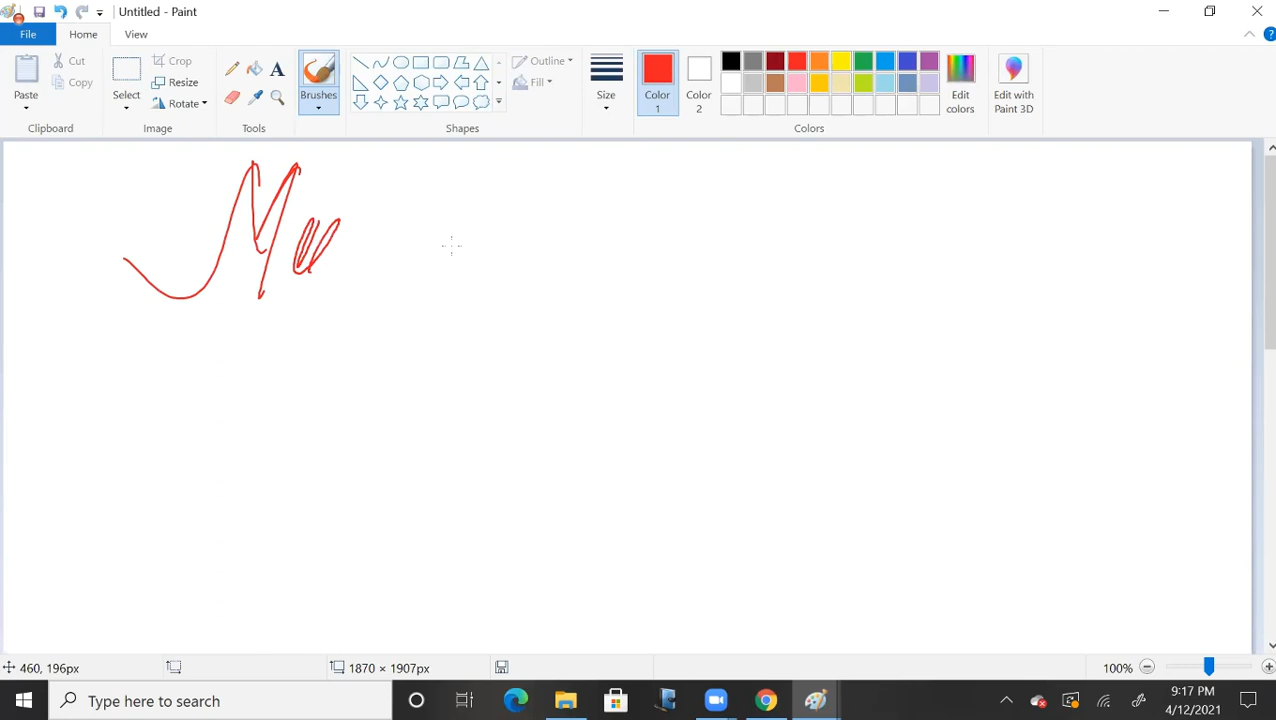 Untitled - Paint
File Home View
Paste
Cut
Copy
Clipboard
Select
Crop
Resize
Rotate
Image
Tools
Brushes
Shapes
Outline
Fill
Size
Color 1
Color 2
Colors
Edit colors
Edit with Paint 3D
460, 196px
1870 × 1907px
100%
Type here to search
9:17 PM
4/12/2021